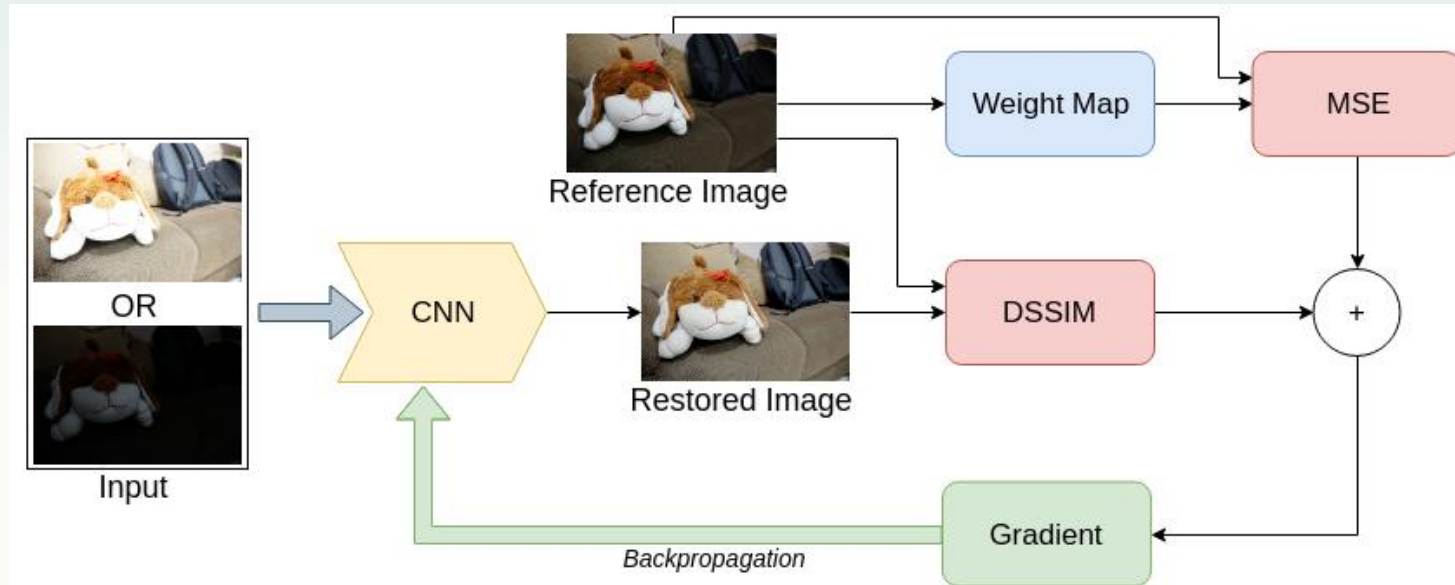 Weight Map
MSE
Reference Image
OR
CNN
DSSIM
+
Restored Image
Input
Gradient
Backpropagation